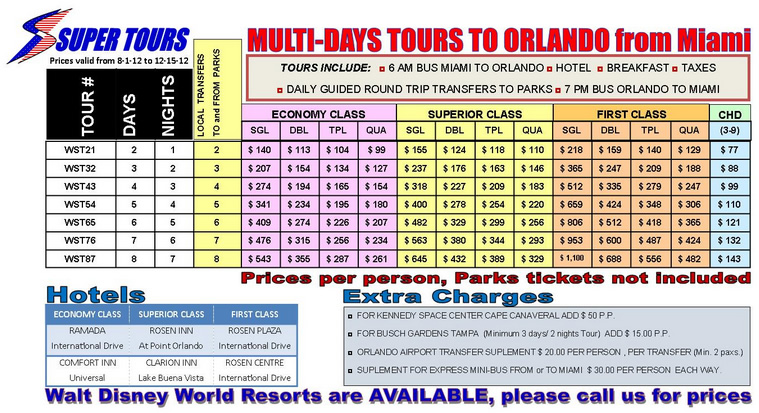 SUPER TOURS
Prices valid from 8-1-12 to 12-15-12
MULTI-DAYS TOURS TO ORLANDO from Miami
TOURS INCLUDE: 6 AM BUS MIAMI TO ORLANDO HOTEL BREAKFAST TAXES
DAILY GUIDED ROUND TRIP TRANSFERS TO PARKS 7 PM BUS ORLANDO TO MIAMI
TOUR # DAYS NIGHTS LOCAL TRANSFERS TO and FROM PARKS
ECONOMY CLASS SUPERIOR CLASS FIRST CLASS CHD
SGL DBL TPL QUA SGL DBL TPL QUA SGL DBL TPL QUA (3-9)
WST21 2 1 2 $ 140 $ 113 $ 104 $ 99 $ 155 $ 124 $ 118 $ 110 $ 218 $ 159 $ 140 $ 129 $ 77
WST32 3 2 3 $ 207 $ 154 $ 134 $ 127 $ 237 $ 176 $ 163 $ 146 $ 365 $ 247 $ 209 $ 188 $ 88
WST43 4 3 4 $ 274 $ 194 $ 165 $ 154 $ 318 $ 227 $ 209 $ 183 $ 512 $ 335 $ 279 $ 247 $ 99
WST54 5 4 5 $ 341 $ 234 $ 195 $ 180 $ 400 $ 278 $ 254 $ 220 $ 659 $ 424 $ 348 $ 306 $ 110
WST65 6 5 6 $ 409 $ 274 $ 226 $ 207 $ 482 $ 329 $ 299 $ 256 $ 806 $ 512 $ 418 $ 365 $ 121
WST76 7 6 7 $ 476 $ 315 $ 256 $ 234 $ 563 $ 380 $ 344 $ 293 $ 953 $ 600 $ 487 $ 424 $ 132
WST87 8 7 8 $ 543 $ 355 $ 287 $ 261 $ 645 $ 432 $ 389 $ 329 $ 1,100 $ 688 $ 556 $ 482 $ 143
Prices per person, Parks tickets not included
Hotels
ECONOMY CLASS SUPERIOR CLASS FIRST CLASS
RAMADA ROSEN INN ROSEN PLAZA
International Drive At Point Orlando International Drive
COMFORT INN CLARION INN ROSEN CENTRE
Universal Lake Buena Vista International Drive
Extra Charges
FOR KENNEDY SPACE CENTER CAPE CANAVERAL ADD $ 50 P.P.
FOR BUSCH GARDENS TAMPA (Minimum 3 days/ 2 nights Tour) ADD $ 15.00 P.P.
ORLANDO AIRPORT TRANSFER SUPLEMENT $ 20.00 PER PERSON , PER TRANSFER (Min. 2 paxs.)
SUPLEMENT FOR EXPRESS MINI-BUS FROM or TO MIAMI $ 30.00 PER PERSON EACH WAY.
Walt Disney World Resorts are AVAILABLE, please call us for prices